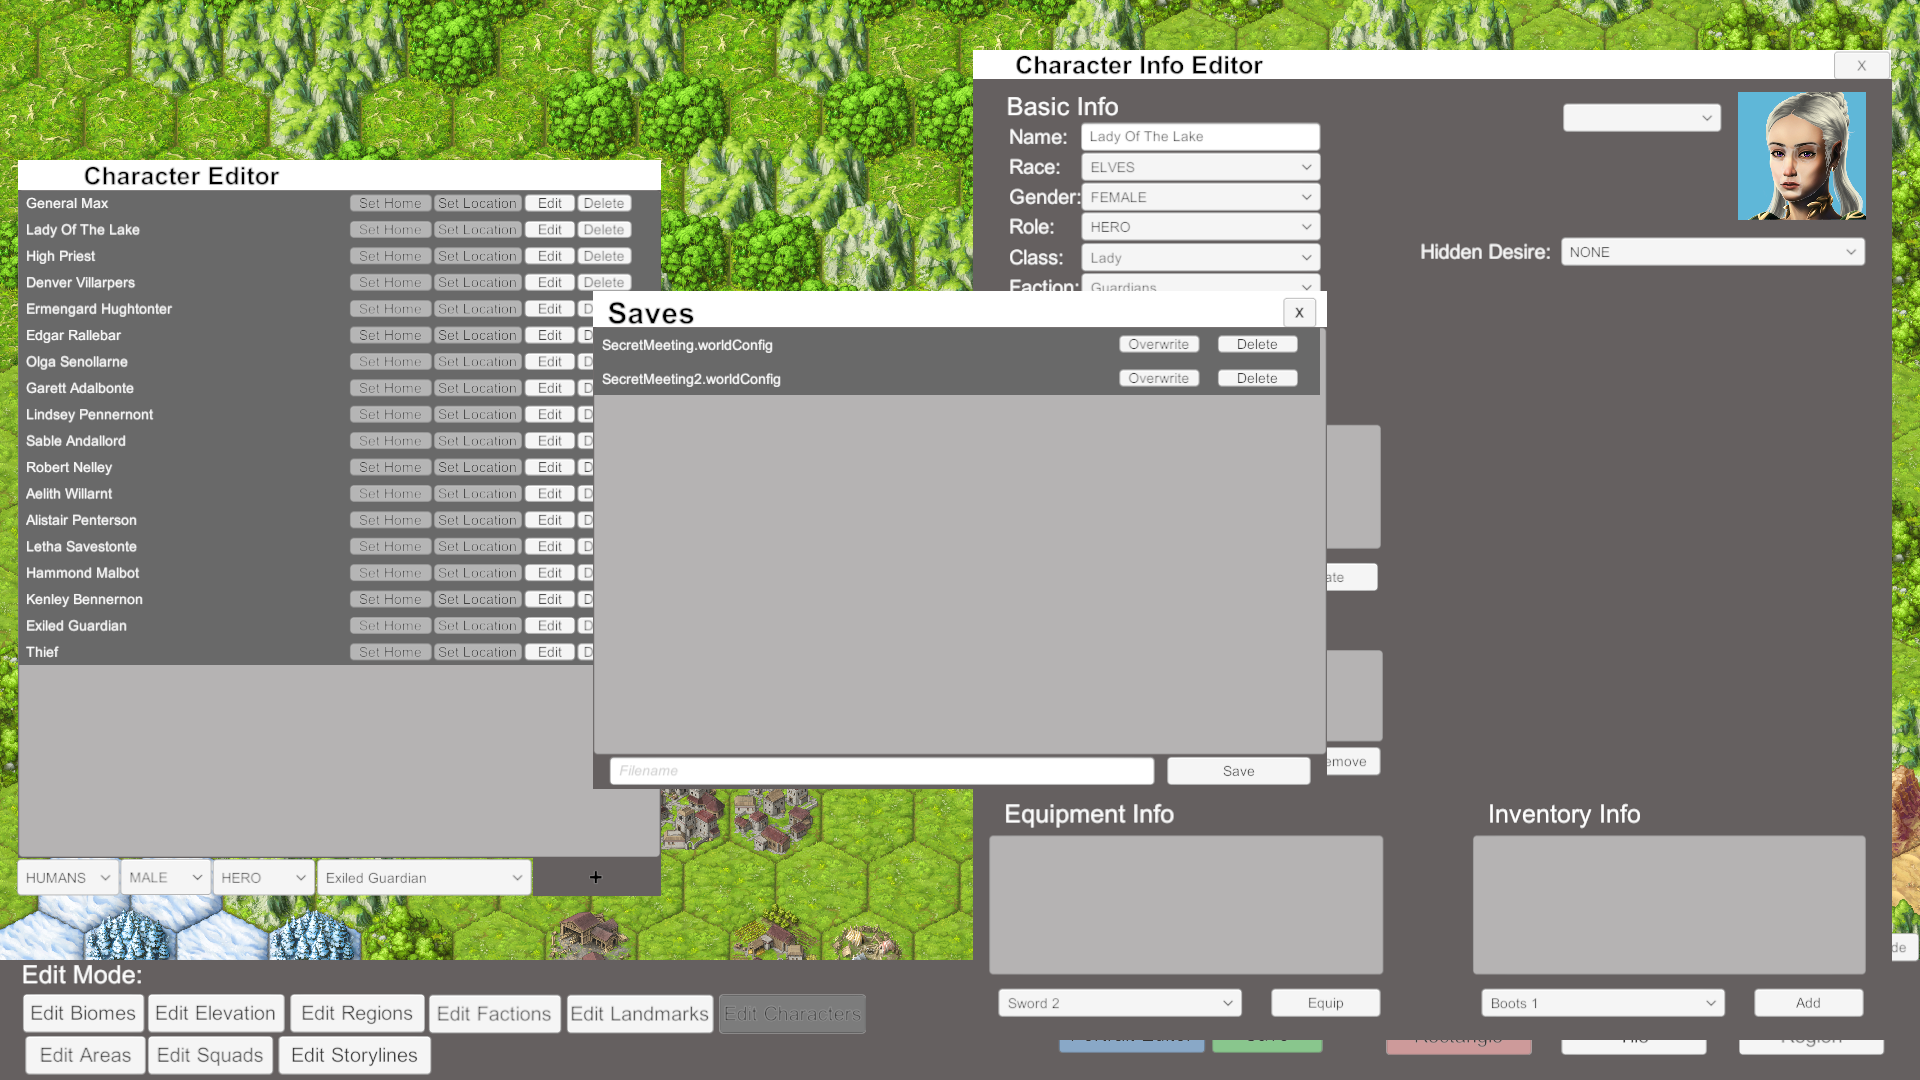 Character Info Editor
X
Basic Info
Name: Lady Of The Lake
Race: ELVES
Gender: FEMALE
Role: HERO
Class: Lady
Faction: Guardians
Hidden Desire: NONE
Character Editor
General Max Set Home Set Location Edit Delete
Lady Of The Lake Set Home Set Location Edit Delete
High Priest Set Home Set Location Edit Delete
Denver Villarpers Set Home Set Location Edit Delete
Ermengard Hughtonter Set Home Set Location Edit D
Edgar Rallebar Set Home Set Location Edit D
Olga Senollarne Set Home Set Location Edit D
Garett Adalbonte Set Home Set Location Edit D
Lindsey Pennernont Set Home Set Location Edit D
Sable Andallord Set Home Set Location Edit D
Robert Nelley Set Home Set Location Edit D
Aelith Willarnt Set Home Set Location Edit D
Alistair Penterson Set Home Set Location Edit D
Letha Savestonte Set Home Set Location Edit D
Hammond Malbot Set Home Set Location Edit D
Kenley Bennernon Set Home Set Location Edit D
Exiled Guardian Set Home Set Location Edit D
Thief Set Home Set Location Edit D
HUMANS MALE HERO Exiled Guardian +
Saves
X
SecretMeeting.worldConfig Overwrite Delete
SecretMeeting2.worldConfig Overwrite Delete
Filename Save
ate
emove
Equipment Info
Inventory Info
Sword 2 Equip
Boots 1 Add
de
Edit Mode:
Edit Biomes Edit Elevation Edit Regions Edit Factions Edit Landmarks Edit Characters
Edit Areas Edit Squads Edit Storylines
Portrait Editor Save Rectangle Tile Region